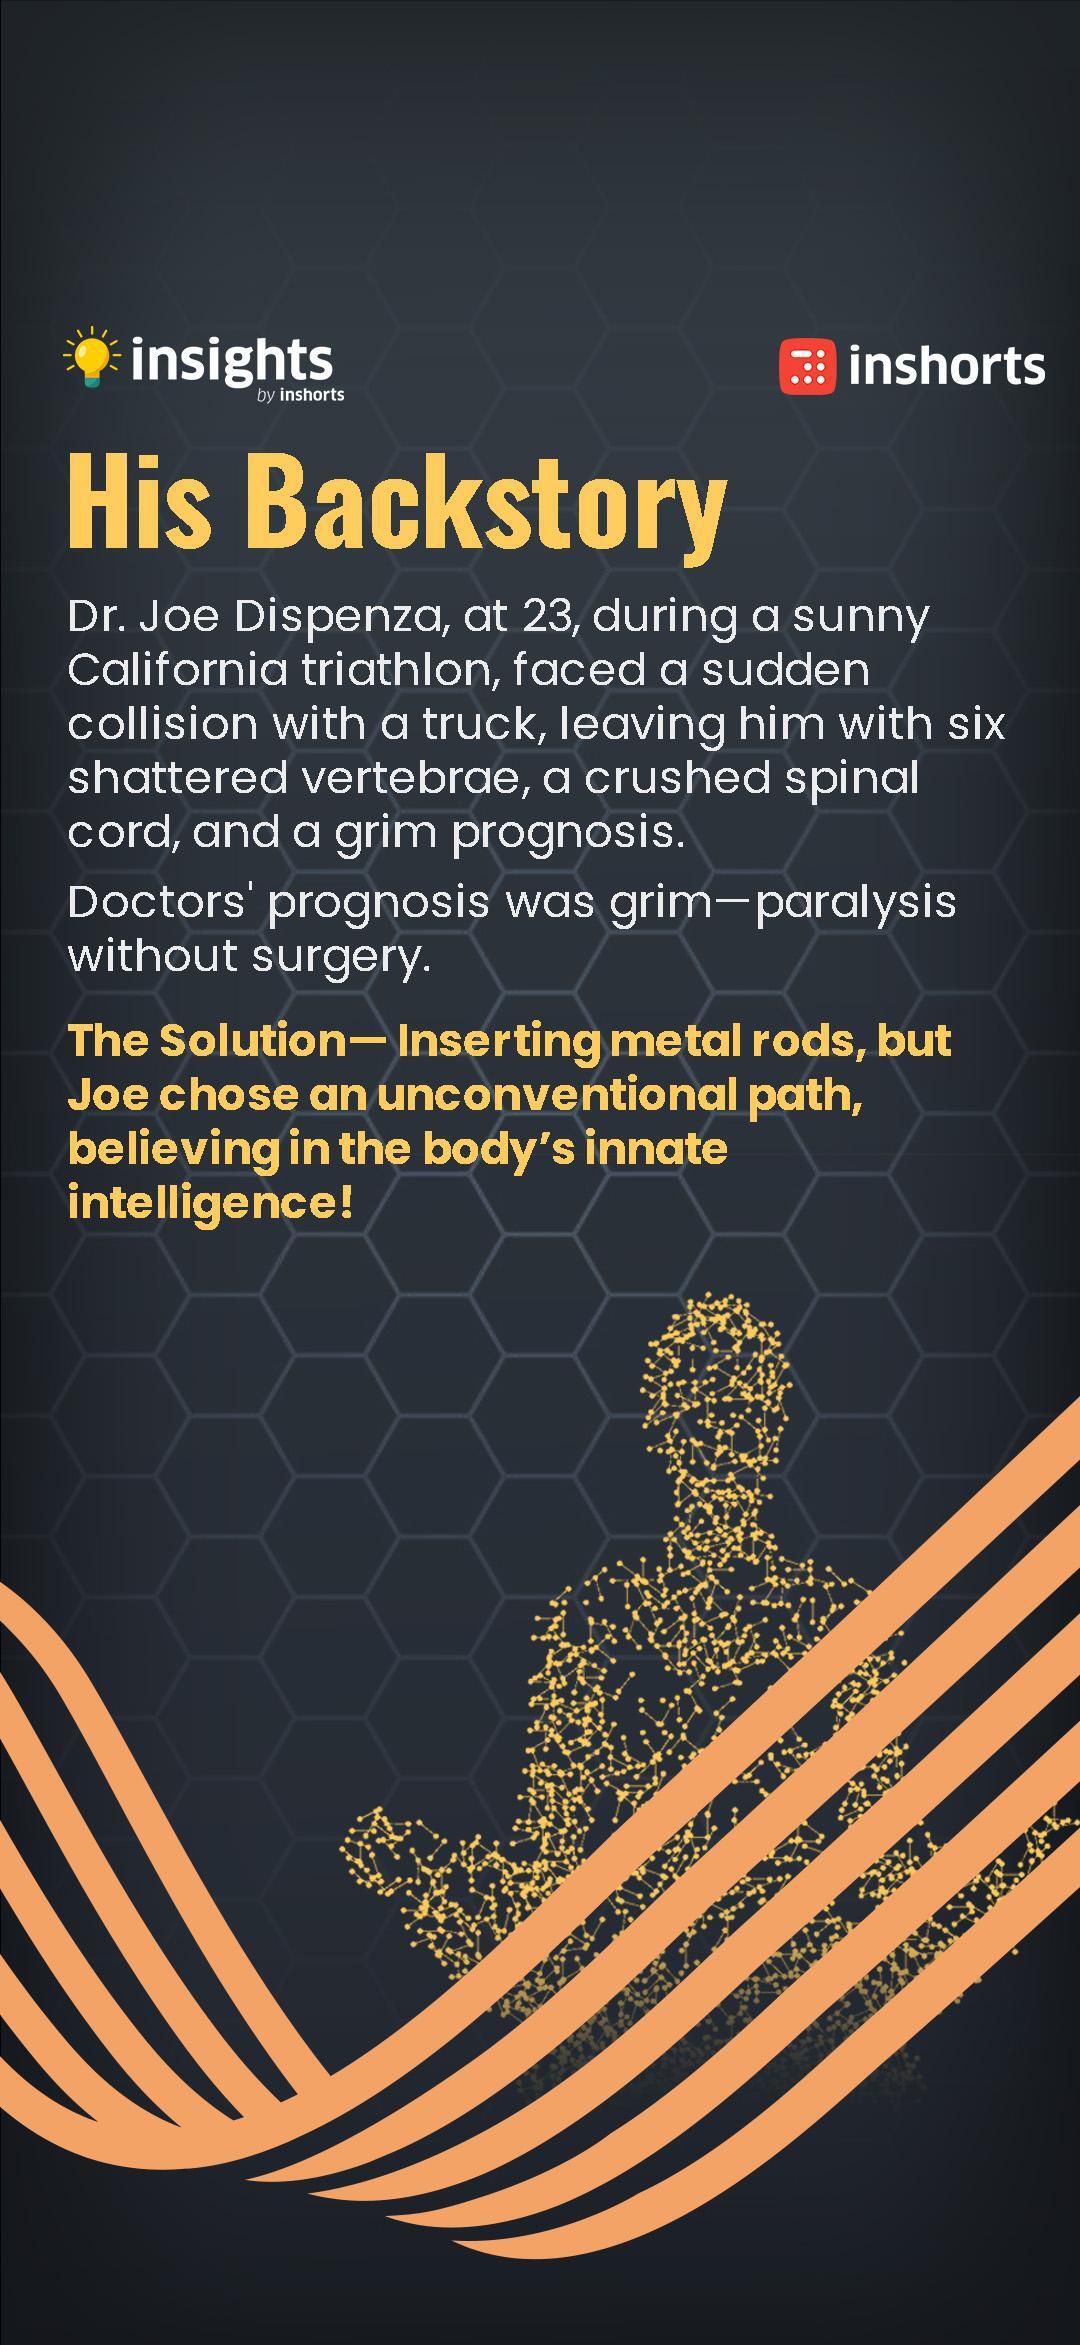 insights
by inshorts
inshorts
His Backstory
Dr. Joe Dispenza, at 23, during a sunny
California triathlon, faced a sudden
collision with a truck, leaving him with six
shattered vertebrae, a crushed spinal
cord, and a grim prognosis.
Doctors' prognosis was grim—paralysis
without surgery.
The Solution— Inserting metal rods, but
Joe chose an unconventional path,
believing in the body’s innate
intelligence!